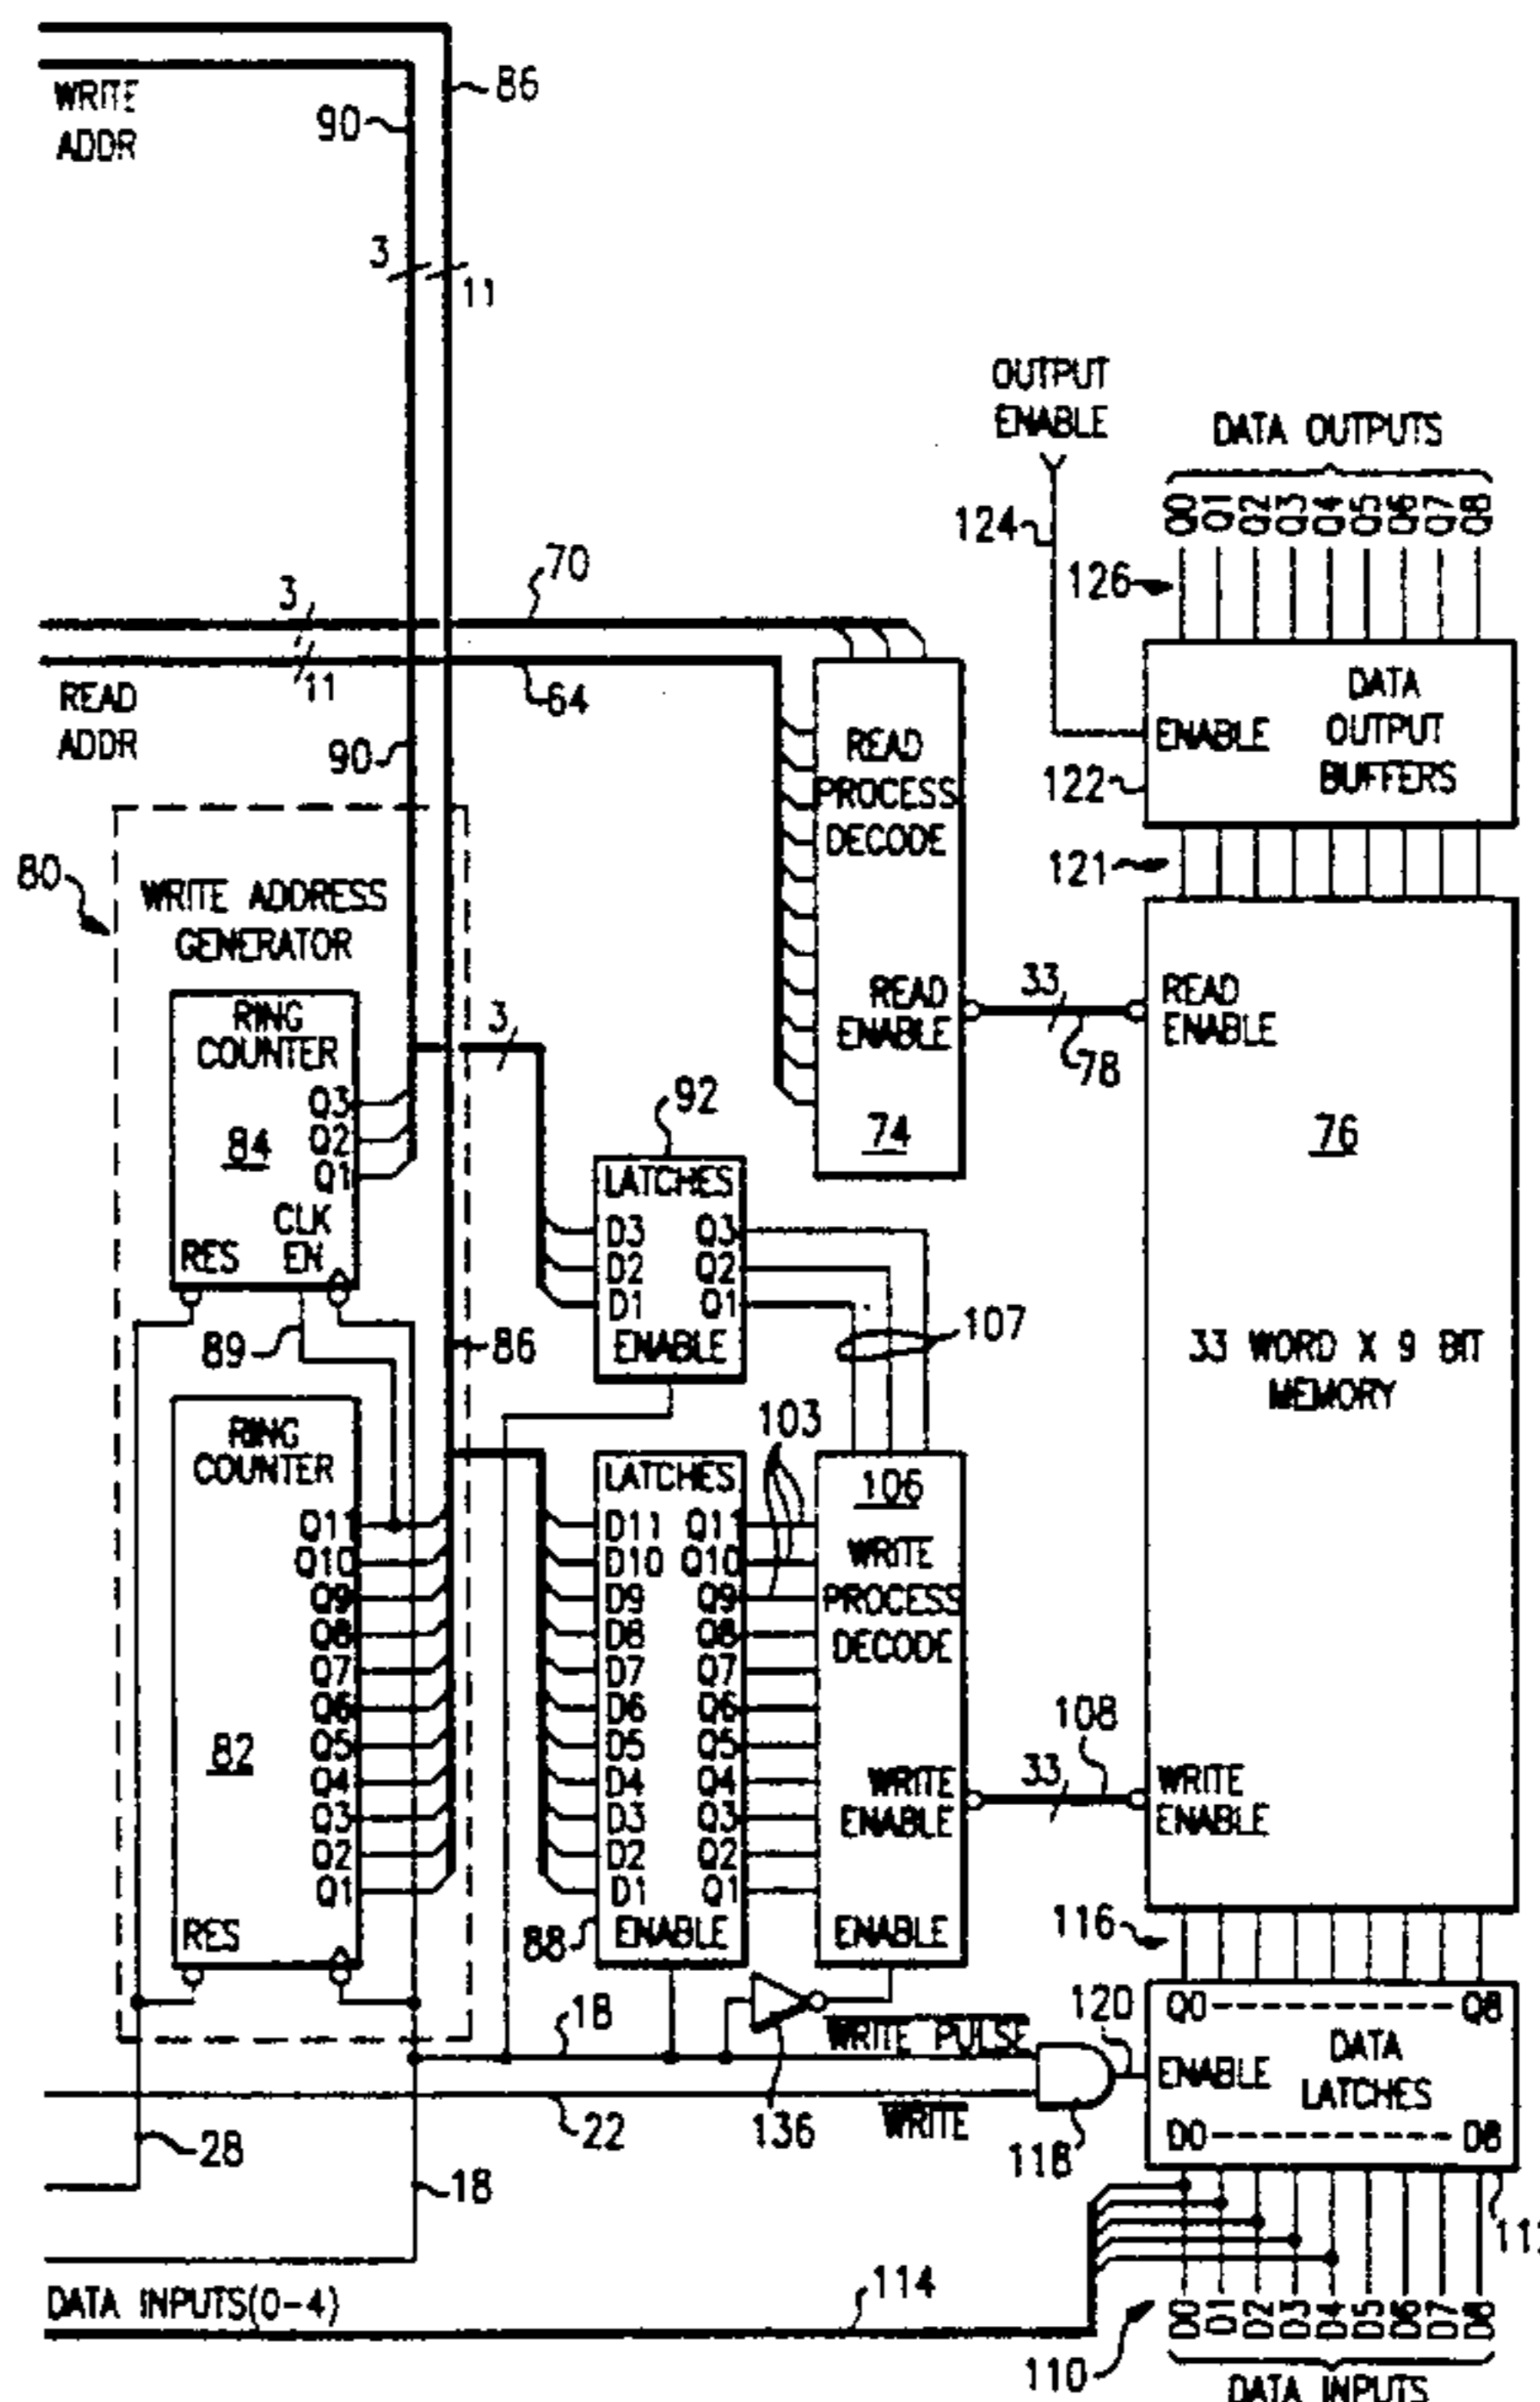 WRITE
ADDR
90
86
3
11
OUTPUT
ENABLE
124
DATA OUTPUTS
Q0 Q1 Q2 Q3 Q4 Q5 Q6 Q7 Q8
126
3
70
11
64
READ
ADDR
90
READ
PROCESS
DECODE
READ
ENABLE
74
ENABLE
DATA
OUTPUT
BUFFERS
122
121
80
WRITE ADDRESS
GENERATOR
RING
COUNTER
Q3
84
Q2
Q1
CLK
RES
EN
89
3
92
LATCHES
D3 Q3
D2 Q2
D1 Q1
ENABLE
107
33
78
READ
ENABLE
76
33 WORD X 9 BIT
MEMORY
86
RING
COUNTER
Q11
Q10
Q9
Q8
Q7
Q6
Q5
82
Q4
Q3
Q2
Q1
RES
103
LATCHES
D11 Q11
D10 Q10
D9 Q9
D8 Q8
D7 Q7
D6 Q6
D5 Q5
D4 Q4
D3 Q3
D2 Q2
D1 Q1
88
ENABLE
106
WRITE
PROCESS
DECODE
WRITE
ENABLE
ENABLE
33
108
WRITE
ENABLE
116
18
WRITE PULSE
120
Q0 Q8
ENABLE
DATA
LATCHES
D0 D8
22
136
WRITE
118
28
18
DATA INPUTS(0-4)
114
110
D0 D1 D2 D3 D4 D5 D6 D7 D8
DATA INPUTS